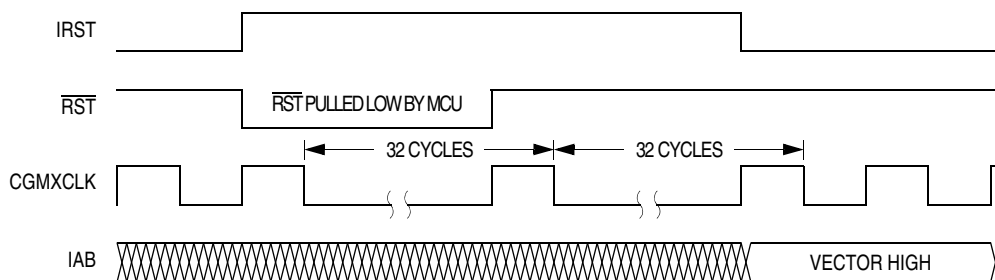 IRST
RST
RST PULLED LOW BY MCU
32 CYCLES
32 CYCLES
CGMXCLK
IAB
VECTOR HIGH